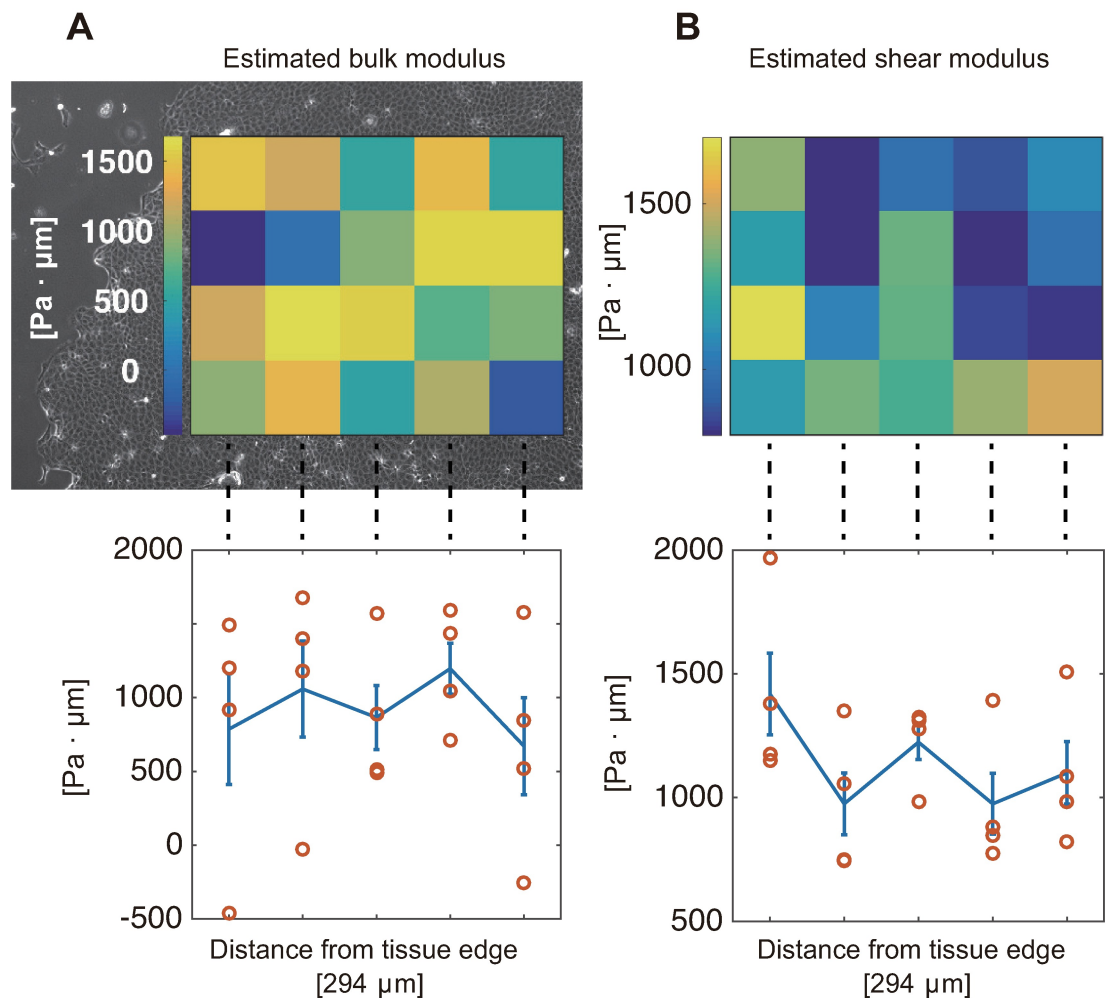 A
Estimated bulk modulus
[Pa · µm]
1500
1000
500
0
2000
1000
500
0
-500
[Pa · µm]
Distance from tissue edge
[294 µm]
B
Estimated shear modulus
[Pa · µm]
1500
1000
2000
1500
1000
500
[Pa · µm]
Distance from tissue edge
[294 µm]